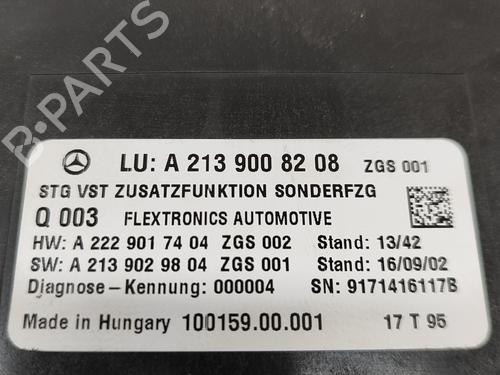 B-PARTS
LU: A 213 900 82 08 ZGS 001
STG VST ZUSATZFUNKTION SONDERFZG
Q 003 FLEXTRONICS AUTOMOTIVE
HW: A 222 901 74 04 ZGS 002 Stand: 13/42
SW: A 213 902 98 04 ZGS 001 Stand: 16/09/02
Diagnose-Kennung: 000004 SN: 9171416117B
Made in Hungary 100159.00.001 17 T 95